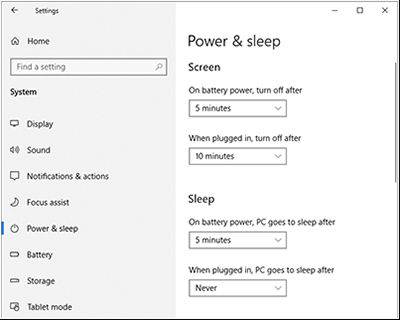 Settings
Home
Find a setting
System
Display
Sound
Notifications & actions
Focus assist
Power & sleep
Battery
Storage
Tablet mode
Power & sleep
Screen
On battery power, turn off after
5 minutes
When plugged in, turn off after
10 minutes
Sleep
On battery power, PC goes to sleep after
5 minutes
When plugged in, PC goes to sleep after
Never